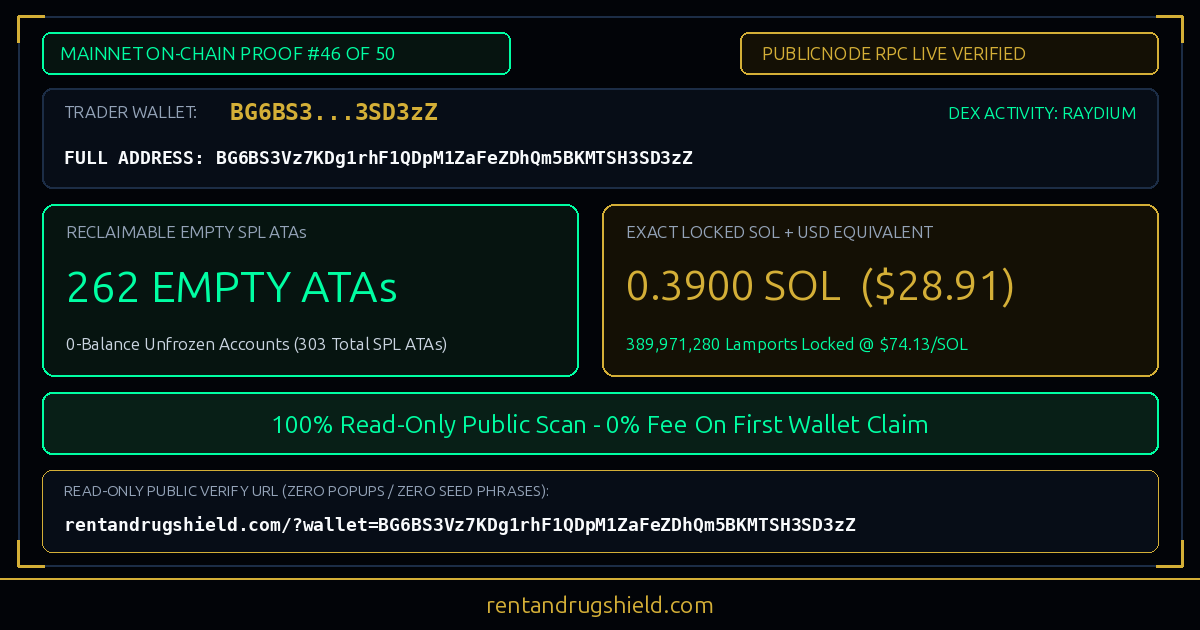 MAINNET ON-CHAIN PROOF #46 OF 50
PUBLICNODE RPC LIVE VERIFIED
TRADER WALLET: BG6BS3...3SD3zZ
DEX ACTIVITY: RAYDIUM
FULL ADDRESS: BG6BS3Vz7KDg1rhF1QDpM1ZaFeZDhQm5BKMTSH3SD3zZ
RECLAIMABLE EMPTY SPL ATAs
262 EMPTY ATAs
0-Balance Unfrozen Accounts (303 Total SPL ATAs)
EXACT LOCKED SOL + USD EQUIVALENT
0.3900 SOL ($28.91)
389,971,280 Lamports Locked @ $74.13/SOL
100% Read-Only Public Scan - 0% Fee On First Wallet Claim
READ-ONLY PUBLIC VERIFY URL (ZERO POPUPS / ZERO SEED PHRASES):
rentandrugshield.com/?wallet=BG6BS3Vz7KDg1rhF1QDpM1ZaFeZDhQm5BKMTSH3SD3zZ
rentandrugshield.com